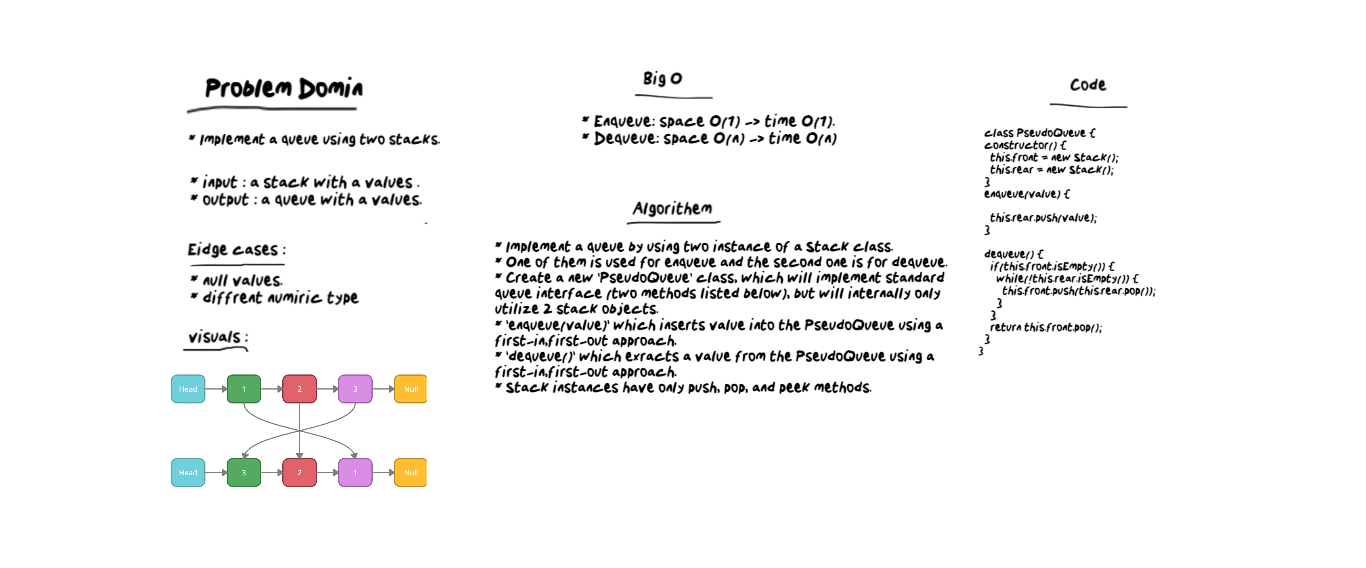 Problem Domin
* Implement a queue using two stacks.
* input : a stack with a values .
* output : a queue with a values.
Eidge cases :
* null values.
* diffrent numiric type
visuals :
Head 1 2 3 Null
Head 3 2 1 Null
Big O
* Enqueue: space O(1) -> time O(1).
* Dequeue: space O(n) -> time O(n)
Algorithem
* Implement a queue by using two instance of a Stack class.
* One of them is used for enqueue and the second one is for dequeue.
* Create a new 'PseudoQueue' class, which will implement standard
queue interface (two methods listed below), but will internally only
utilize 2 stack objects.
* 'enqueue(value)' which inserts value into the PseudoQueue using a
first-in,first-out approach.
* 'dequeue()' which exracts a value from the PseudoQueue using a
first-in,first-out approach.
* Stack instances have only push, pop, and peek methods.
Code
class PseudoQueue {
constructor() {
this.front = new Stack();
this.rear = new Stack();
}
enqueue(value) {
this.rear.push(value);
}
dequeue() {
if(this.front.isEmpty()) {
while(!this.rear.isEmpty()) {
this.front.push(this.rear.pop());
}
}
return this.front.pop();
}
}